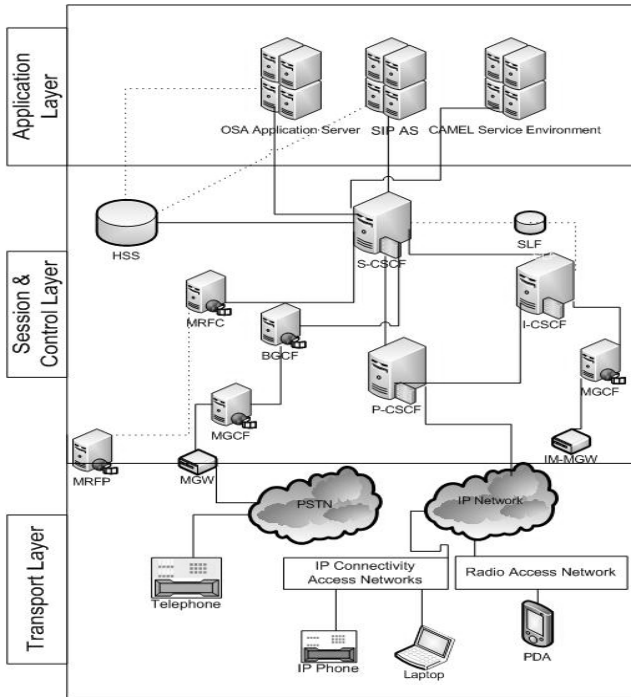 Application
Layer
OSA Application Server
SIP AS
CAMEL Service Environment
Session &
Control Layer
HSS
S-CSCF
SLF
MRFC
I-CSCF
BGCF
P-CSCF
MGCF
MGCF
IM-MGW
MRFP
MGW
Transport Layer
PSTN
IP Network
IP Connectivity
Access Networks
Radio Access Network
Telephone
IP Phone
Laptop
PDA